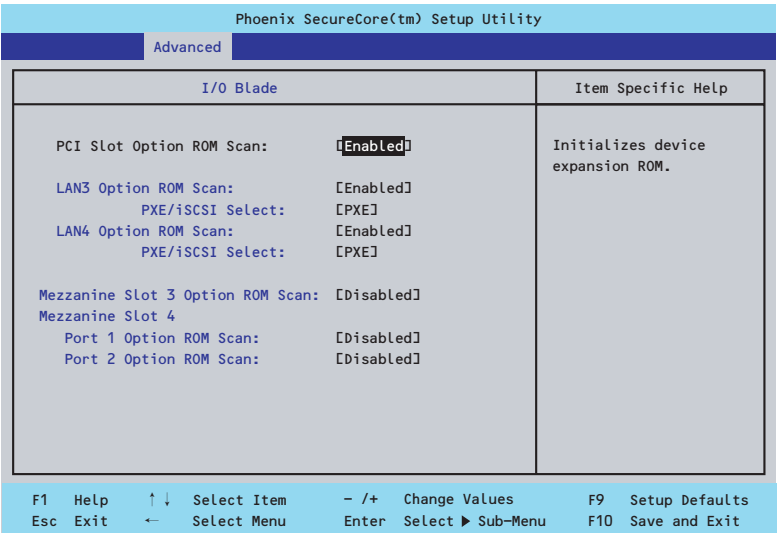 Phoenix SecureCore(tm) Setup Utility
Advanced
I/O Blade
Item Specific Help
PCI Slot Option ROM Scan: [Enabled]
Initializes device
expansion ROM.
LAN3 Option ROM Scan: [Enabled]
PXE/iSCSI Select: [PXE]
LAN4 Option ROM Scan: [Enabled]
PXE/iSCSI Select: [PXE]
Mezzanine Slot 3 Option ROM Scan: [Disabled]
Mezzanine Slot 4
Port 1 Option ROM Scan: [Disabled]
Port 2 Option ROM Scan: [Disabled]
F1 Help ↑↓ Select Item - /+ Change Values F9 Setup Defaults
Esc Exit ← Select Menu Enter Select ▶ Sub-Menu F10 Save and Exit